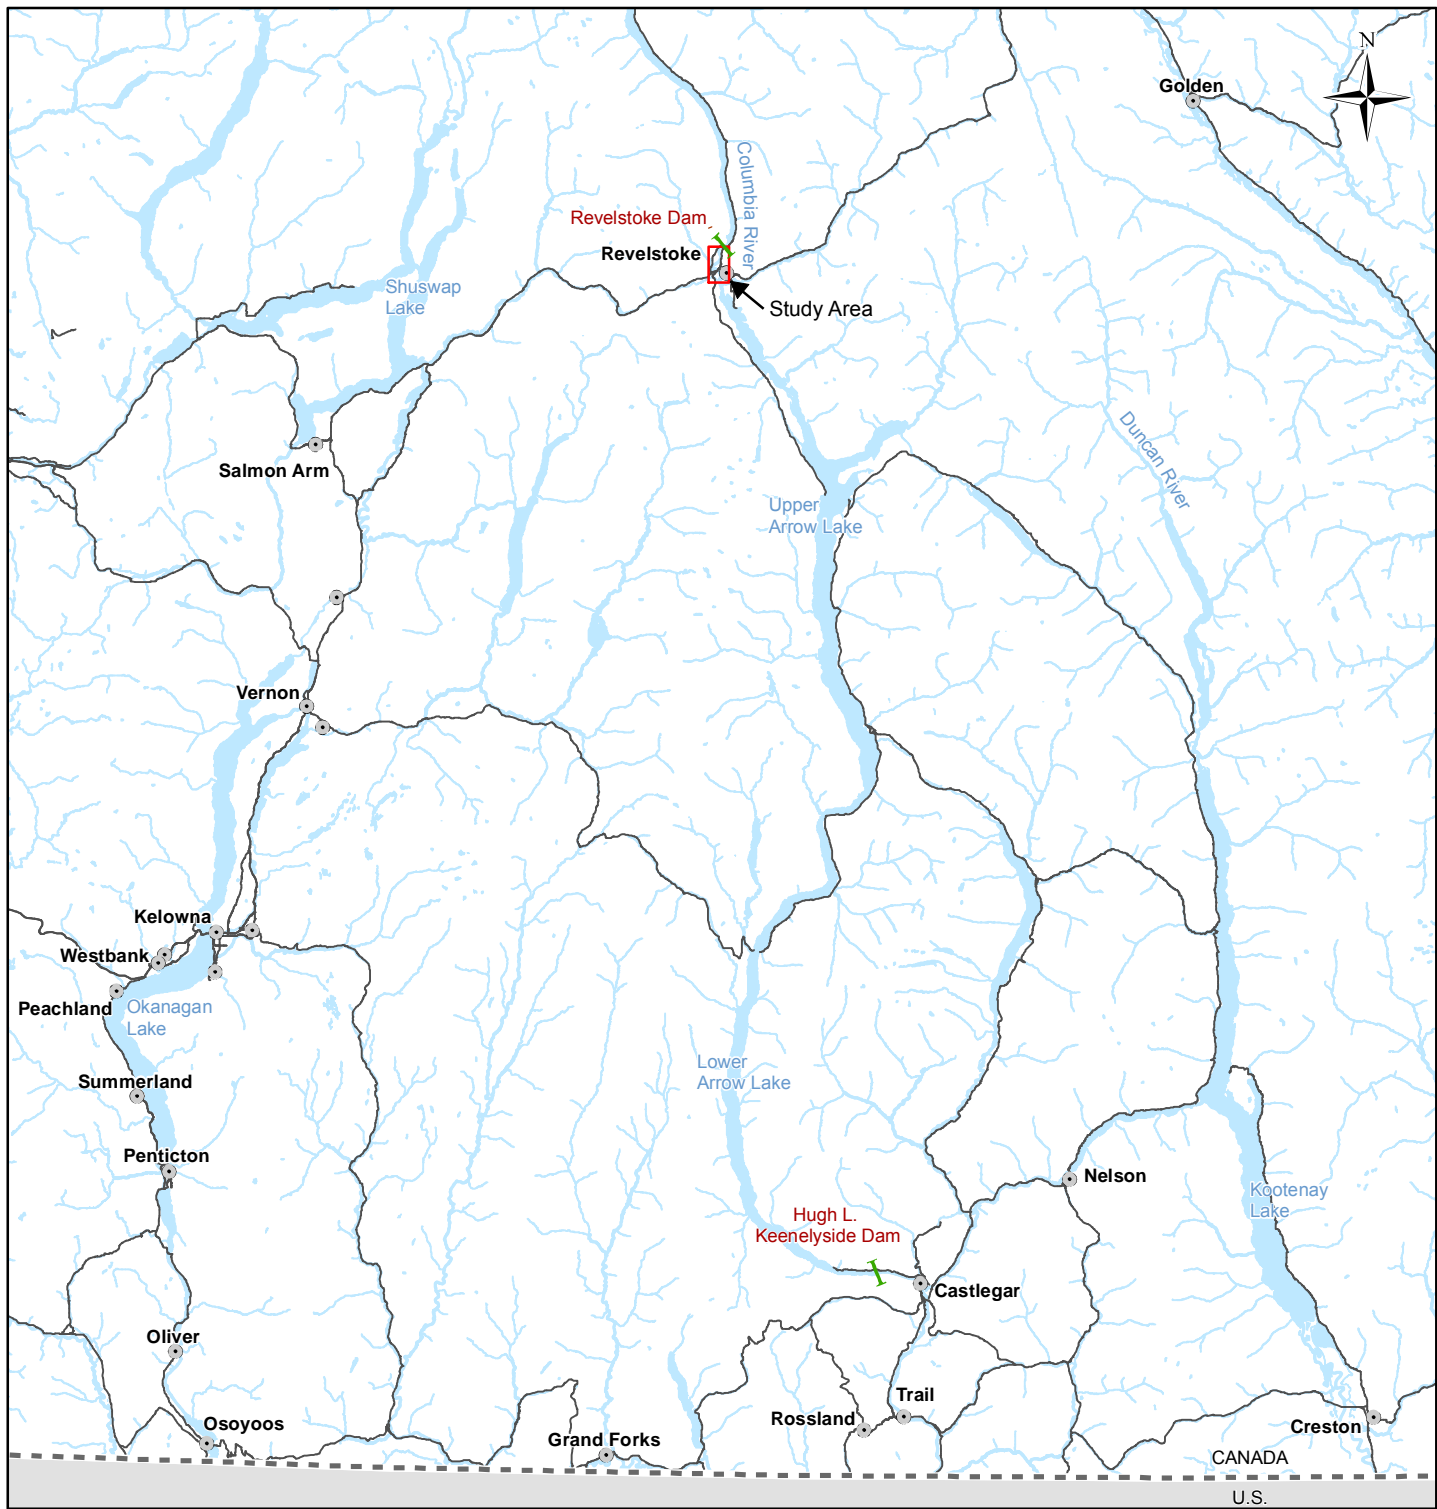 N
Golden
Columbia River
Revelstoke Dam
Revelstoke
Study Area
Shuswap
Lake
Duncan River
Salmon Arm
Upper
Arrow Lake
Vernon
Kelowna
Westbank
Peachland
Okanagan
Lake
Lower
Arrow Lake
Summerland
Penticton
Nelson
Kootenay
Lake
Hugh L.
Keenelyside Dam
Castlegar
Oliver
Trail
Rossland
Osoyoos
Creston
Grand Forks
CANADA
U.S.